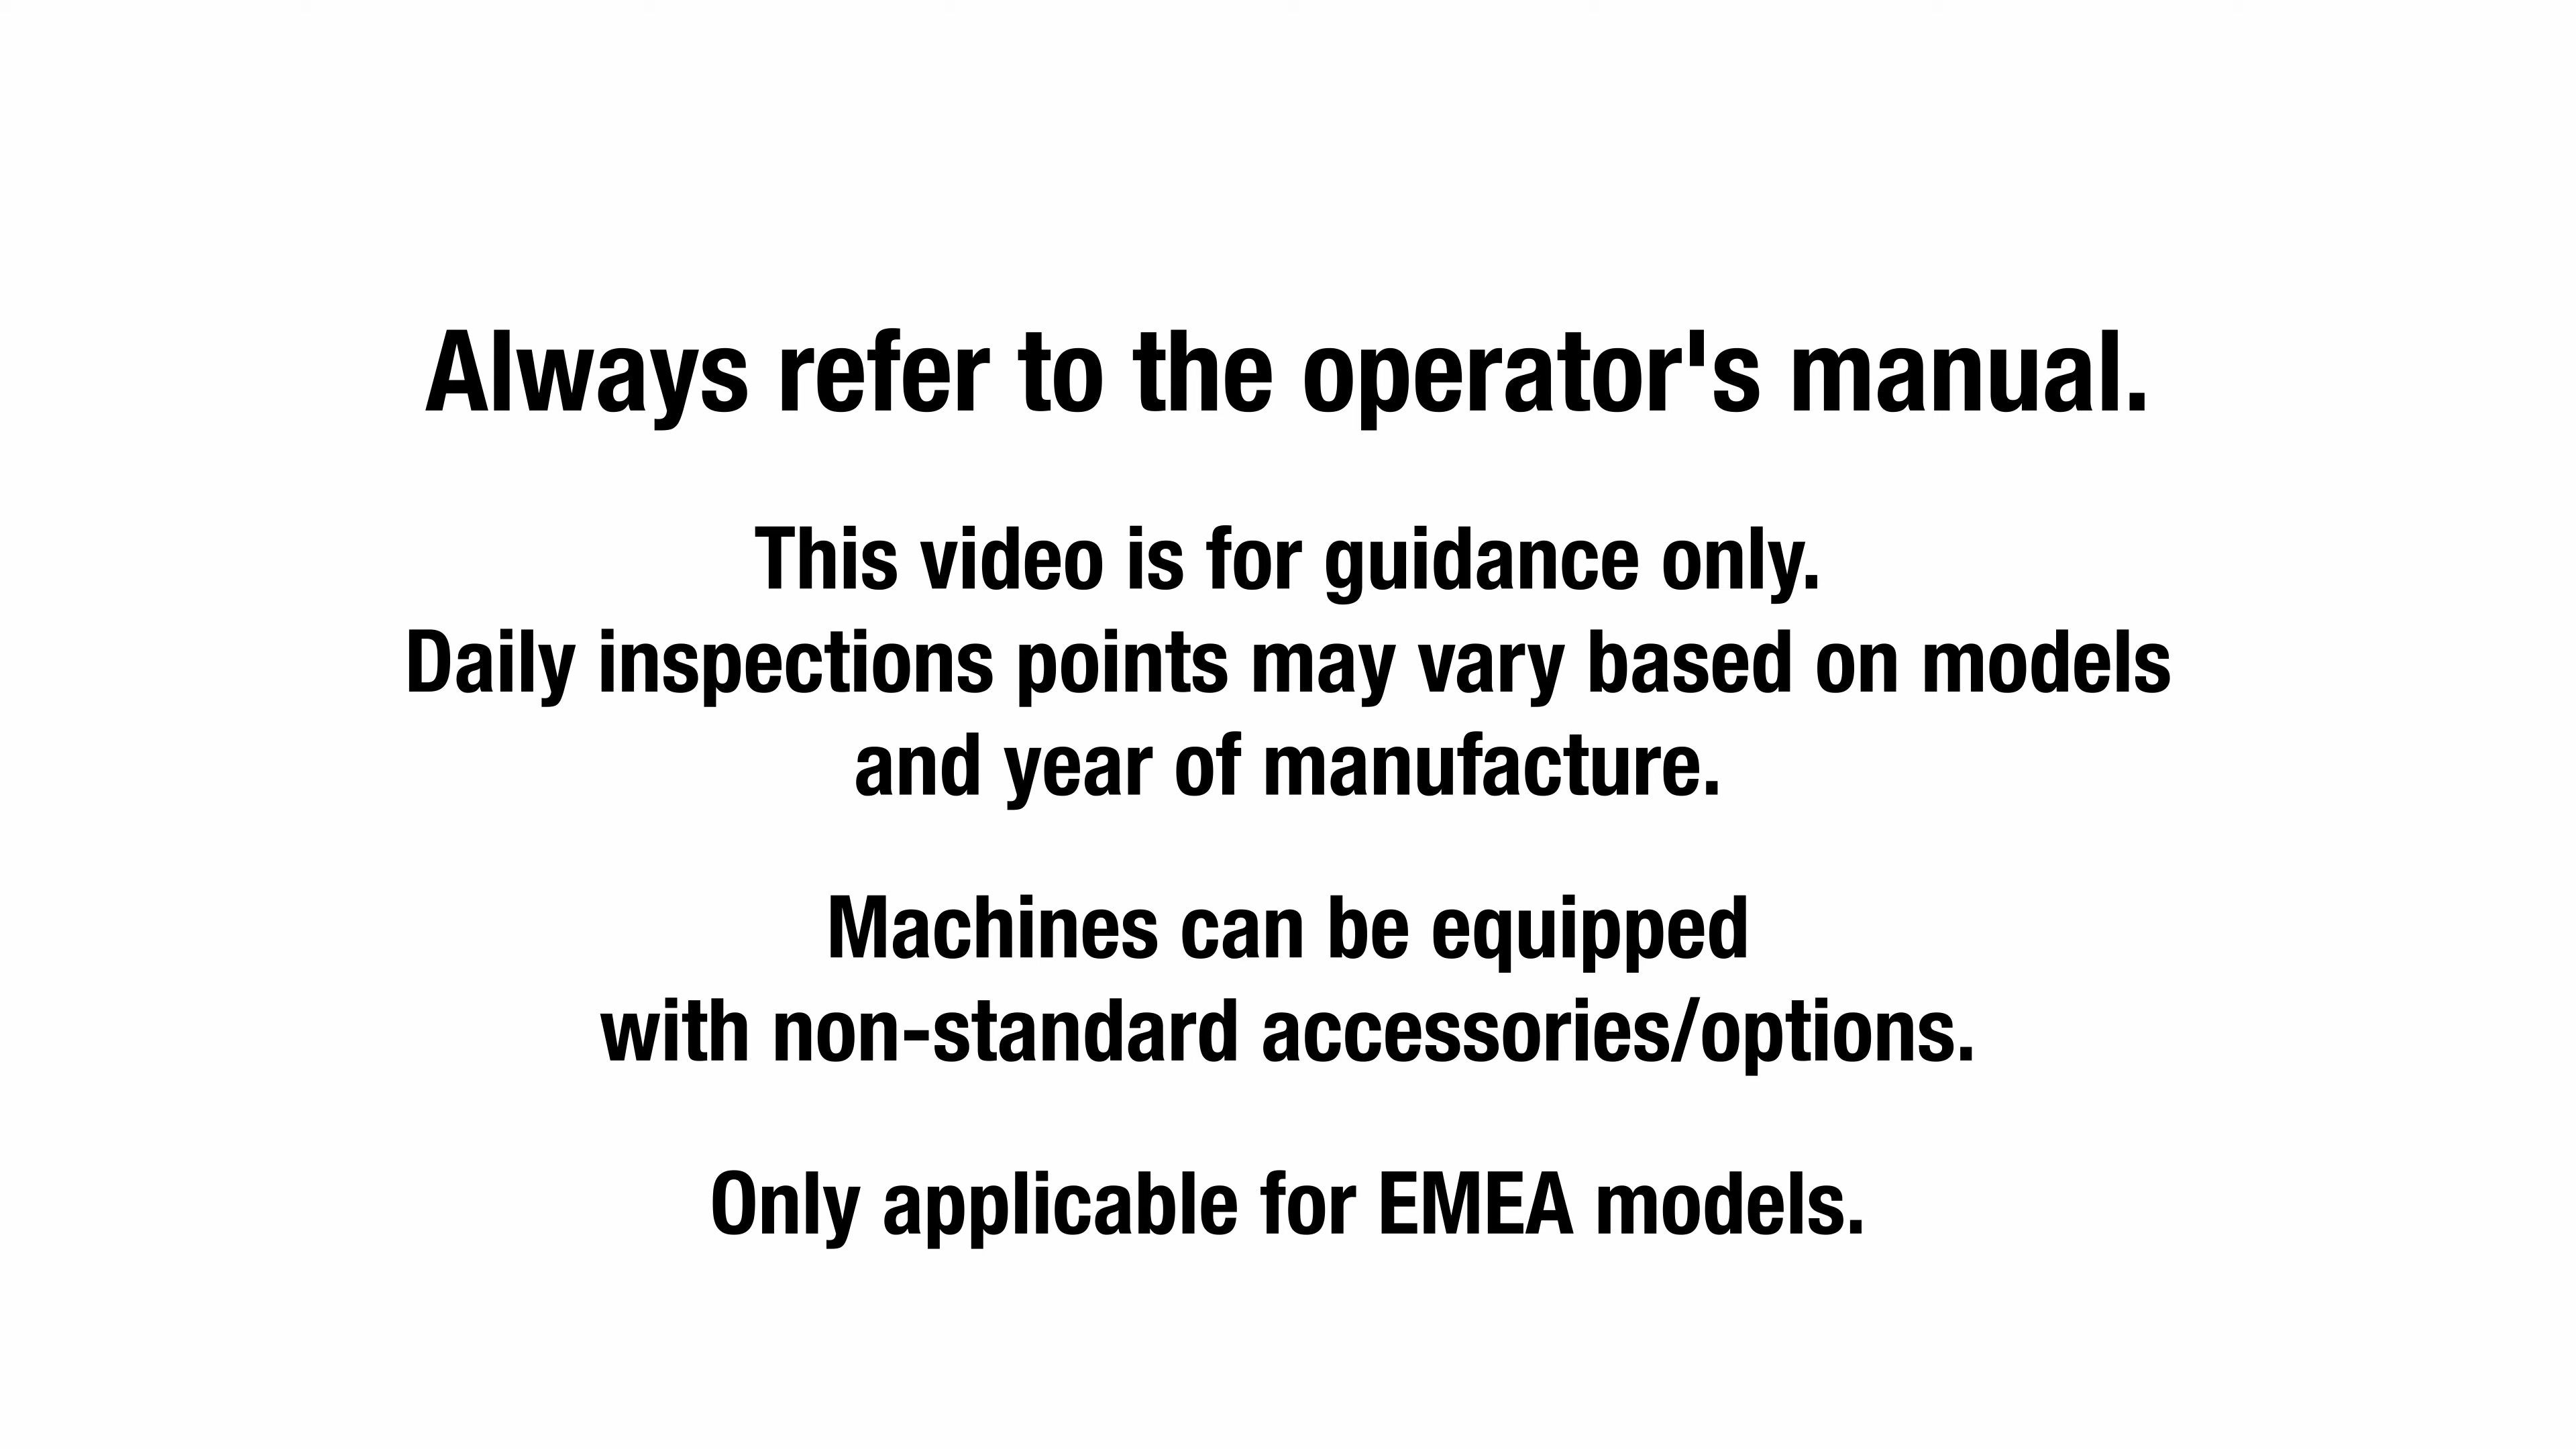 Always refer to the operator's manual.
This video is for guidance only.
Daily inspections points may vary based on models
and year of manufacture.
Machines can be equipped
with non-standard accessories/options.
Only applicable for EMEA models.